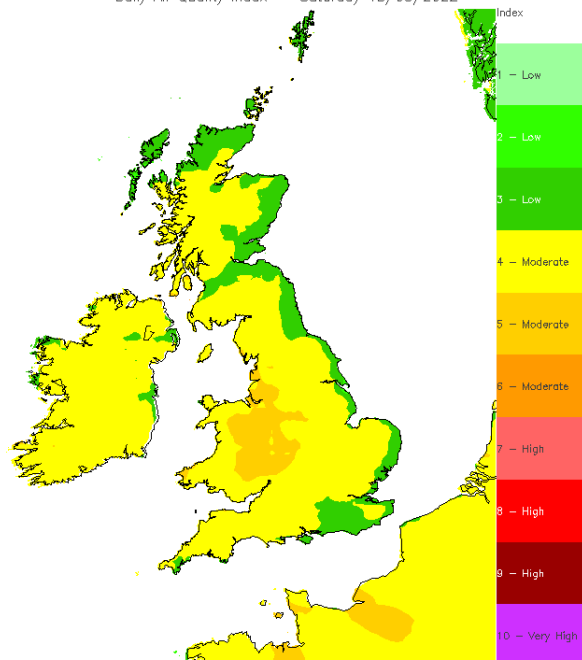 Index
1 - Low
2 - Low
3 - Low
4 - Moderate
5 - Moderate
6 - Moderate
7 - High
8 - High
9 - High
10 - Very High